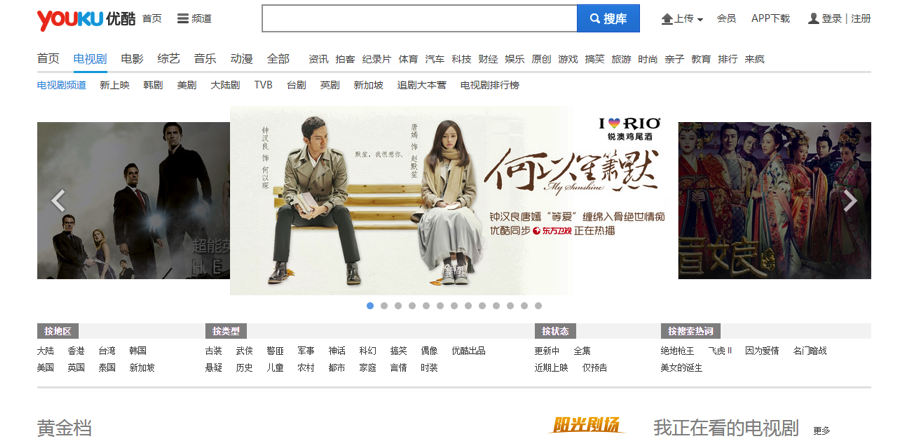 YOUKU 优酷 首页 频道 搜库 上传 会员 APP下载 登录 | 注册
首页 电视剧 电影 综艺 音乐 动漫 全部 资讯 拍客 纪录片 体育 汽车 科技 财经 娱乐 原创 游戏 搞笑 旅游 时尚 亲子 教育 排行 来疯
电视剧频道 新上映 韩剧 美剧 大陆剧 TVB 台剧 英剧 新加坡 追剧大本营 电视剧排行榜
I RIO
锐澳鸡尾酒
钟汉良 饰 何以琛
默笙,我愿意你。
唐嫣 饰 赵默笙
何以笙箫默
My Sunshine
钟汉良唐嫣“等爱”缠绵入骨绝世情痴
优酷同步 东方卫视 正在热播
超能英
HE
按地区 按类型 按状态 按搜索热词
大陆 香港 台湾 韩国 古装 武侠 警匪 军事 神话 科幻 搞笑 偶像 优酷出品 更新中 全集 绝地枪王 飞虎II 因为爱情 名门暗战
美国 英国 泰国 新加坡 悬疑 历史 儿童 农村 都市 家庭 言情 时装 近期上映 仅预告 美女的诞生
黄金档 阳光剧场 我正在看的电视剧 更多